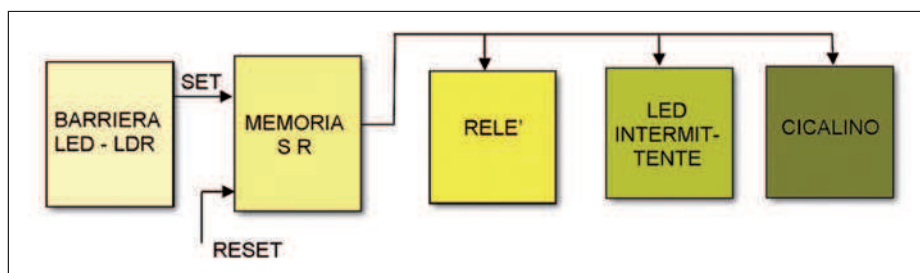 BARRIERA
LED - LDR
SET
RESET
MEMORIA
S R
RELE'
LED
INTERMIT-
TENTE
CICALINO